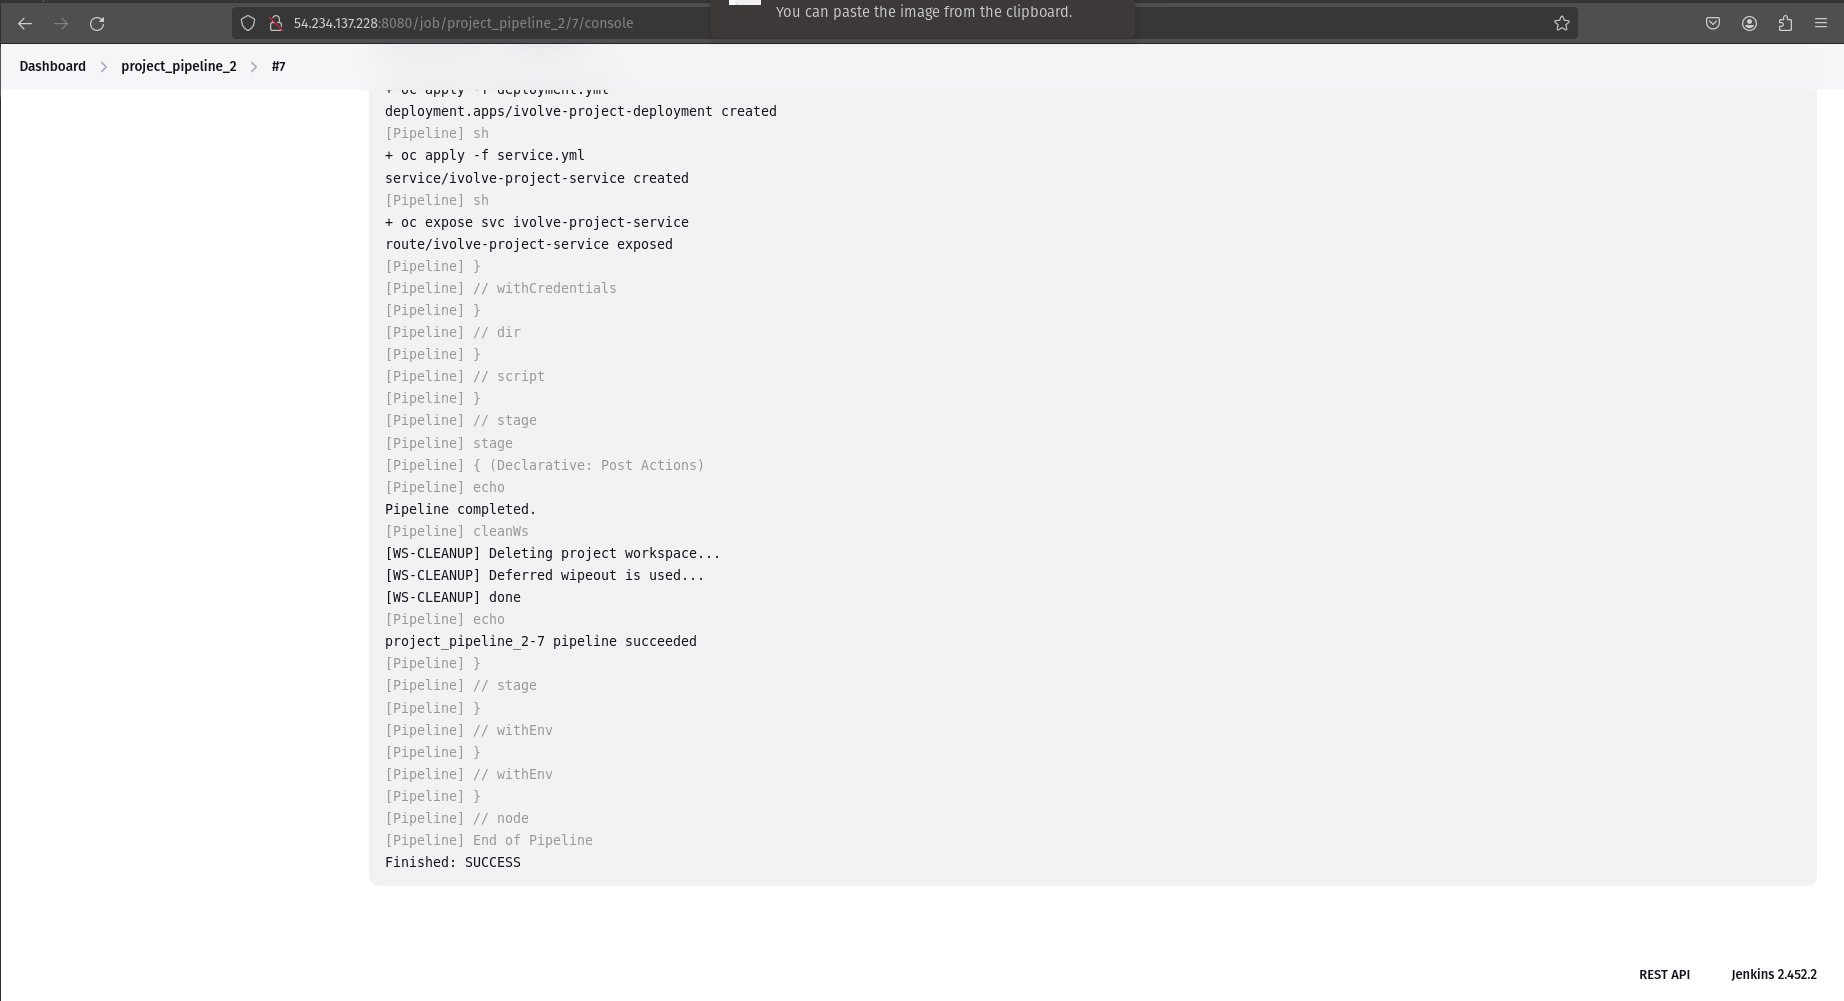 You can paste the image from the clipboard.
54.234.137.228:8080/job/project_pipeline_2/7/console
Dashboard > project_pipeline_2 > #7
+ oc apply -f deployment.yml
deployment.apps/ivolve-project-deployment created
[Pipeline] sh
+ oc apply -f service.yml
service/ivolve-project-service created
[Pipeline] sh
+ oc expose svc ivolve-project-service
route/ivolve-project-service exposed
[Pipeline] }
[Pipeline] // withCredentials
[Pipeline] }
[Pipeline] // dir
[Pipeline] }
[Pipeline] // script
[Pipeline] }
[Pipeline] // stage
[Pipeline] stage
[Pipeline] { (Declarative: Post Actions)
[Pipeline] echo
Pipeline completed.
[Pipeline] cleanWs
[WS-CLEANUP] Deleting project workspace...
[WS-CLEANUP] Deferred wipeout is used...
[WS-CLEANUP] done
[Pipeline] echo
project_pipeline_2-7 pipeline succeeded
[Pipeline] }
[Pipeline] // stage
[Pipeline] }
[Pipeline] // withEnv
[Pipeline] }
[Pipeline] // withEnv
[Pipeline] }
[Pipeline] // node
[Pipeline] End of Pipeline
Finished: SUCCESS
REST API Jenkins 2.452.2